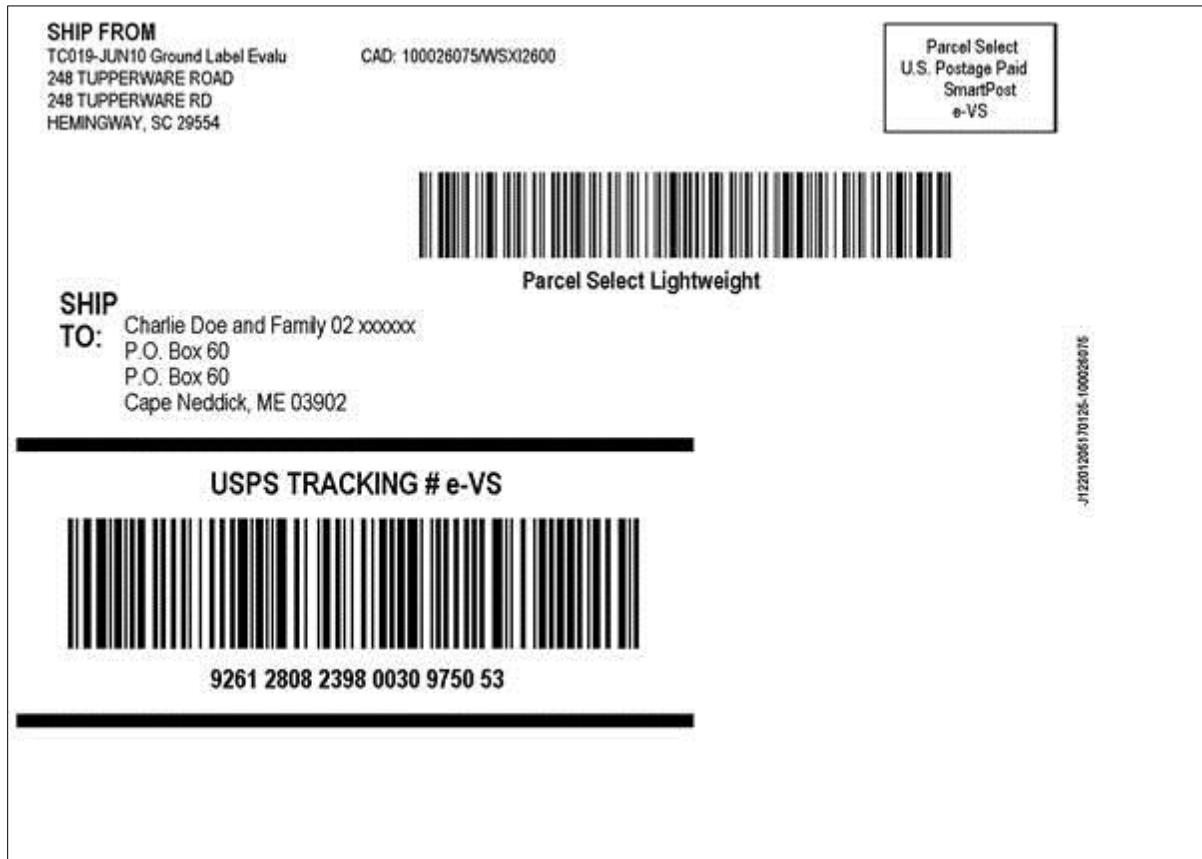 SHIP FROM
TC019-JUN10 Ground Label Evalu
248 TUPPERWARE ROAD
248 TUPPERWARE RD
HEMINGWAY, SC 29554
CAD: 100026075/WSXI2600
Parcel Select
U.S. Postage Paid
SmartPost
e-VS
Parcel Select Lightweight
SHIP
TO:
Charlie Doe and Family 02 xxxxxx
P.O. Box 60
P.O. Box 60
Cape Neddick, ME 03902
J12201206170126-100026075
USPS TRACKING # e-VS
9261 2808 2398 0030 9750 53